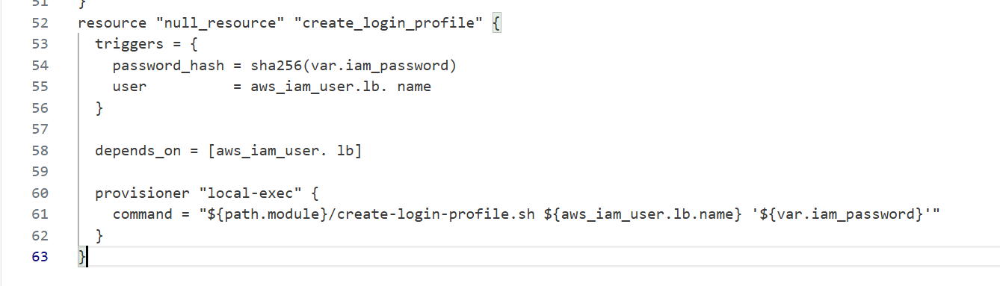 51 }
52 resource "null_resource" "create_login_profile" {
53   triggers = {
54     password_hash = sha256(var.iam_password)
55     user          = aws_iam_user.lb. name
56   }
57
58   depends_on = [aws_iam_user. lb]
59
60   provisioner "local-exec" {
61     command = "${path.module}/create-login-profile.sh ${aws_iam_user.lb.name} '${var.iam_password}'"
62   }
63 }